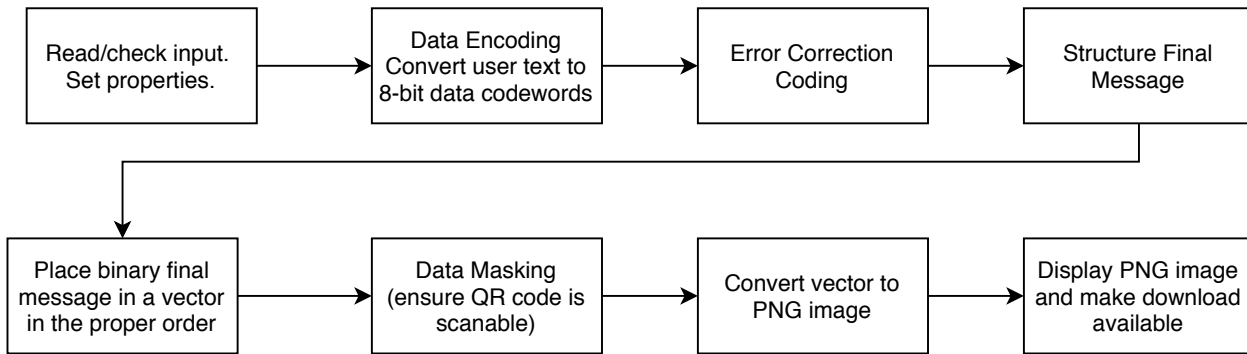 Read/check input.
Set properties.
Data Encoding
Convert user text to
8-bit data codewords
Error Correction
Coding
Structure Final
Message
Place binary final
message in a vector
in the proper order
Data Masking
(ensure QR code is
scanable)
Convert vector to
PNG image
Display PNG image
and make download
available